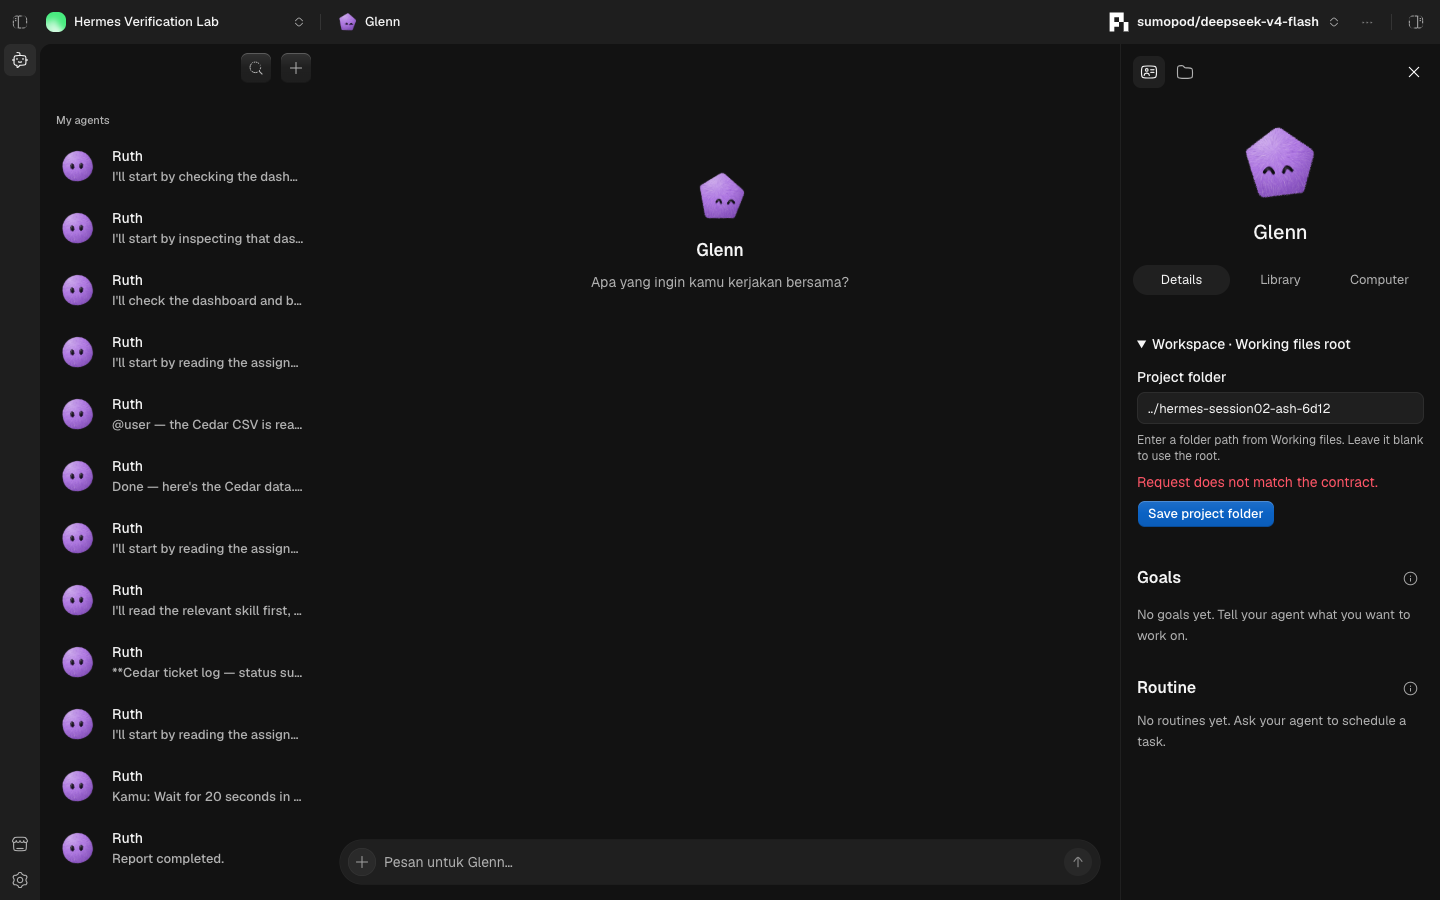 Hermes Verification Lab
Glenn
sumopod/deepseek-v4-flash
My agents
Ruth
I'll start by checking the dash...
Ruth
I'll start by inspecting that das...
Ruth
I'll check the dashboard and b...
Ruth
I'll start by reading the assign...
Ruth
@user — the Cedar CSV is rea...
Ruth
Done — here's the Cedar data....
Ruth
I'll start by reading the assign...
Ruth
I'll read the relevant skill first, ...
Ruth
**Cedar ticket log — status su...
Ruth
I'll start by reading the assign...
Ruth
Kamu: Wait for 20 seconds in ...
Ruth
Report completed.
Glenn
Apa yang ingin kamu kerjakan bersama?
Pesan untuk Glenn...
Glenn
Details
Library
Computer
Workspace · Working files root
Project folder
../hermes-session02-ash-6d12
Enter a folder path from Working files. Leave it blank
to use the root.
Request does not match the contract.
Save project folder
Goals
No goals yet. Tell your agent what you want to
work on.
Routine
No routines yet. Ask your agent to schedule a
task.